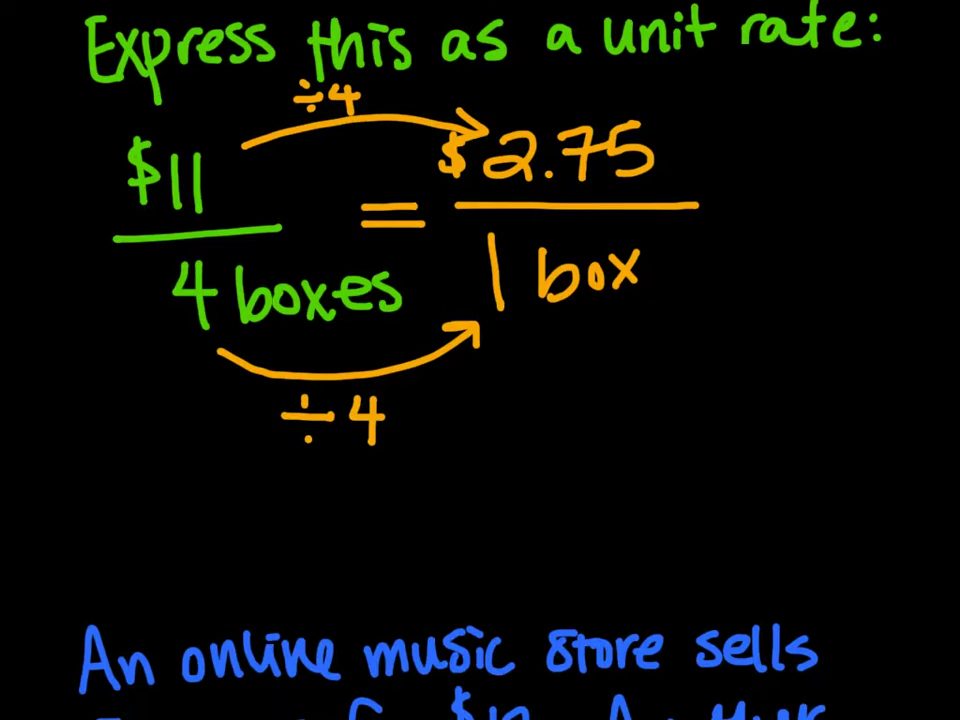 Express this as a unit rate:
÷4
$11 = $2.75
4 boxes 1 box
÷4
An online music store sells